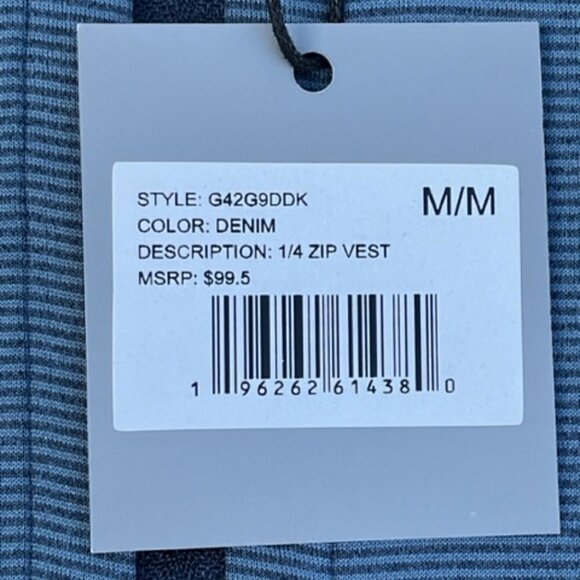 STYLE: G42G9DDK
M/M
COLOR: DENIM
DESCRIPTION: 1/4 ZIP VEST
MSRP: $99.5
1 96262 61438 0